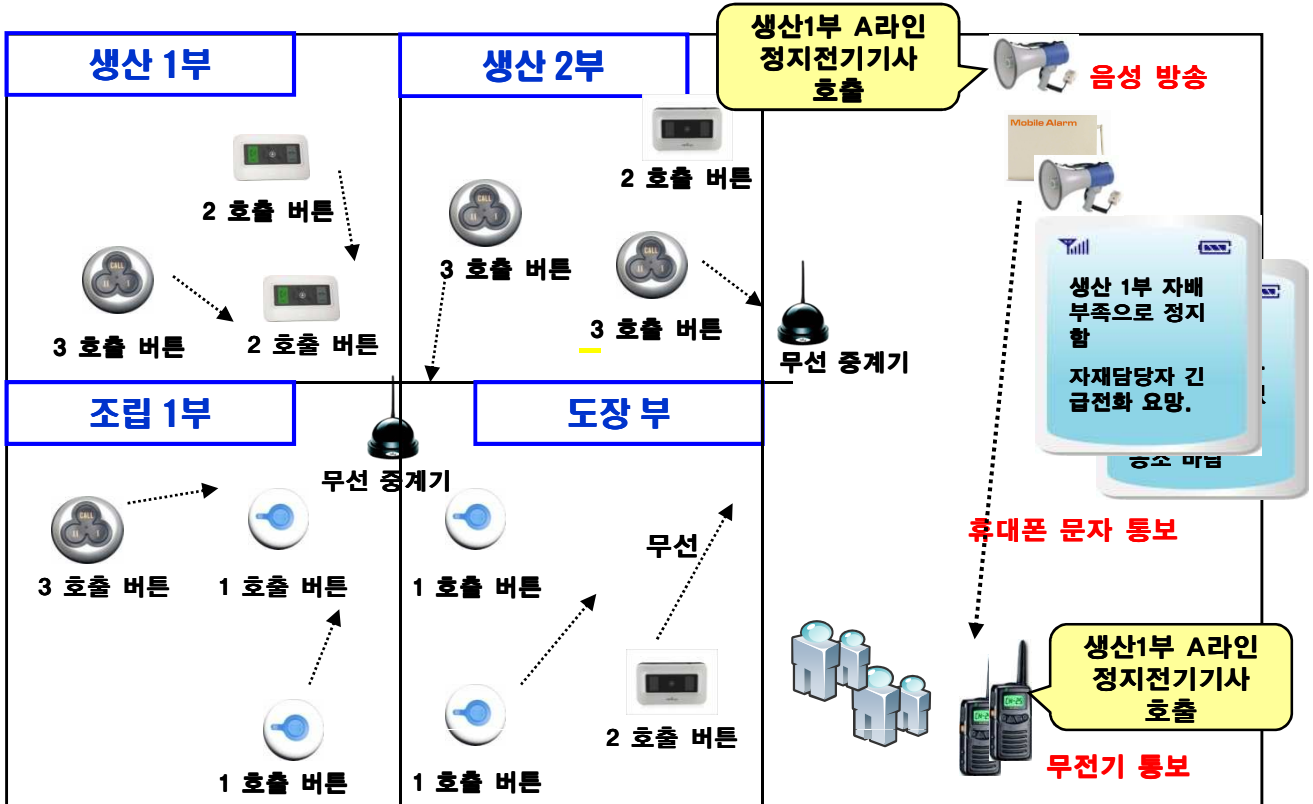 생산 1부
생산 2부
생산1부 A라인
정지전기기사
호출
음성 방송
Mobile Alarm
2 호출 버튼
2 호출 버튼
CALL
3 호출 버튼
CALL
3 호출 버튼
2 호출 버튼
CALL
3 호출 버튼
무선 중계기
생산 1부 자배
부족으로 정지
함
자재담당자 긴
급전화 요망.
조립 1부
도장 부
무선 중계기
CALL
3 호출 버튼
1 호출 버튼
1 호출 버튼
무선
휴대폰 문자 통보
1 호출 버튼
1 호출 버튼
2 호출 버튼
생산1부 A라인
정지전기기사
호출
무전기 통보